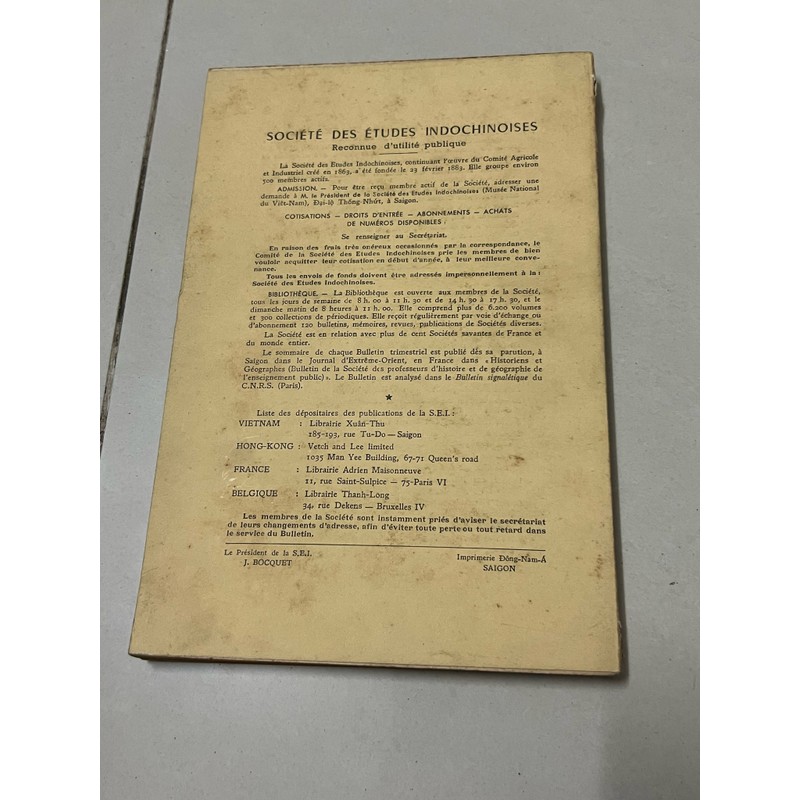 SOCIÉTÉ DES ÉTUDES INDOCHINOISES
Reconnue d'utilité publique
La Société des Etudes Indochinoises, continuant l'œuvre du Comité Agricole
et Industriel créé en 1863, a été fondée le 23 février 1883. Elle groupe environ
500 membres actifs.
ADMISSION. — Pour être reçu membre actif de la Société, adresser une
demande à M. le Président de la Société des Etudes Indochinoises (Musée National
du Viêt-Nam), Đại-lộ Thống-Nhứt, à Saigon.
COTISATIONS — DROITS D'ENTRÉE — ABONNEMENTS — ACHATS
DE NUMÉROS DISPONIBLES :
Se renseigner au Secrétariat.
En raison des frais très onéreux occasionnés par la correspondance, le
Comité de la Société des Etudes Indochinoises prie les membres de bien
vouloir acquitter leur cotisation en début d'année, à leur meilleure conve-
nance.
Tous les envois de fonds doivent être adressés impersonnellement à la :
Société des Etudes Indochinoises.
BIBLIOTHÈQUE. — La Bibliothèque est ouverte aux membres de la Société,
tous les jours de semaine de 8 h. 00 à 11 h. 30 et de 14 h. 30 à 17 h. 30, et le
dimanche matin de 8 heures à 11 h. 00. Elle comprend plus de 6.200 volumes
et 300 collections de périodiques. Elle reçoit régulièrement par voie d'échange ou
d'abonnement 120 bulletins, mémoires, revues, publications de Sociétés diverses.
La Société est en relation avec plus de cent Sociétés savantes de France et
du monde entier.
Le sommaire de chaque Bulletin trimestriel est publié dès sa parution, à
Saigon dans le Journal d'Extrême-Orient, en France dans « Historiens et
Géographes (Bulletin de la Société des professeurs d'histoire et de géographie de
l'enseignement public) ». Le Bulletin est analysé dans le Bulletin signalétique du
C.N.R.S. (Paris).
★
Liste des dépositaires des publications de la S.E.I. :
VIETNAM : Librairie Xuân-Thu
185-193, rue Tu-Do — Saigon
HONG-KONG : Vetch and Lee limited
1035 Man Yee Building, 67-71 Queen's road
FRANCE : Librairie Adrien Maisonneuve
11, rue Saint-Sulpice — 75-Paris VI
BELGIQUE : Librairie Thanh-Long
34, rue Dekens — Bruxelles IV
Les membres de la Société sont instamment priés d'aviser le secrétariat
de leurs changements d'adresse, afin d'éviter toute perte ou tout retard dans
le service du Bulletin.
Le Président de la S.E.I.
J. BOCQUET
Imprimerie Đông-Nam-Á
SAIGON